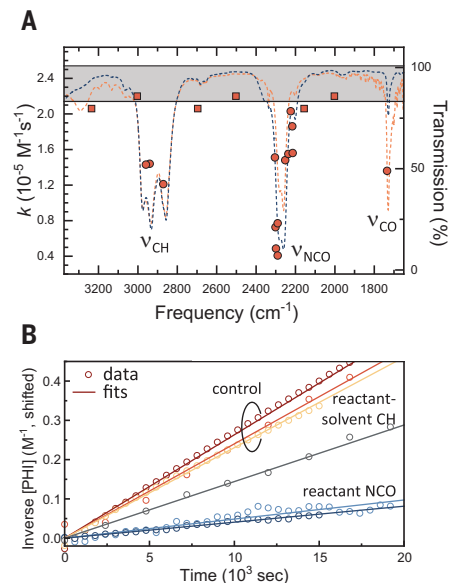 A
k (10⁻⁵ M⁻¹s⁻¹)
2.4
2.0
1.6
1.2
0.8
0.4
100
50
0
Transmission (%)
νCH
νNCO
νCO
3200 3000 2800 2600 2400 2200 2000 1800
Frequency (cm⁻¹)
B
Inverse [PHI] (M⁻¹, shifted)
0.4
0.3
0.2
0.1
0.0
data
fits
control
reactant-
solvent CH
reactant NCO
0 5 10 15 20
Time (10³ sec)